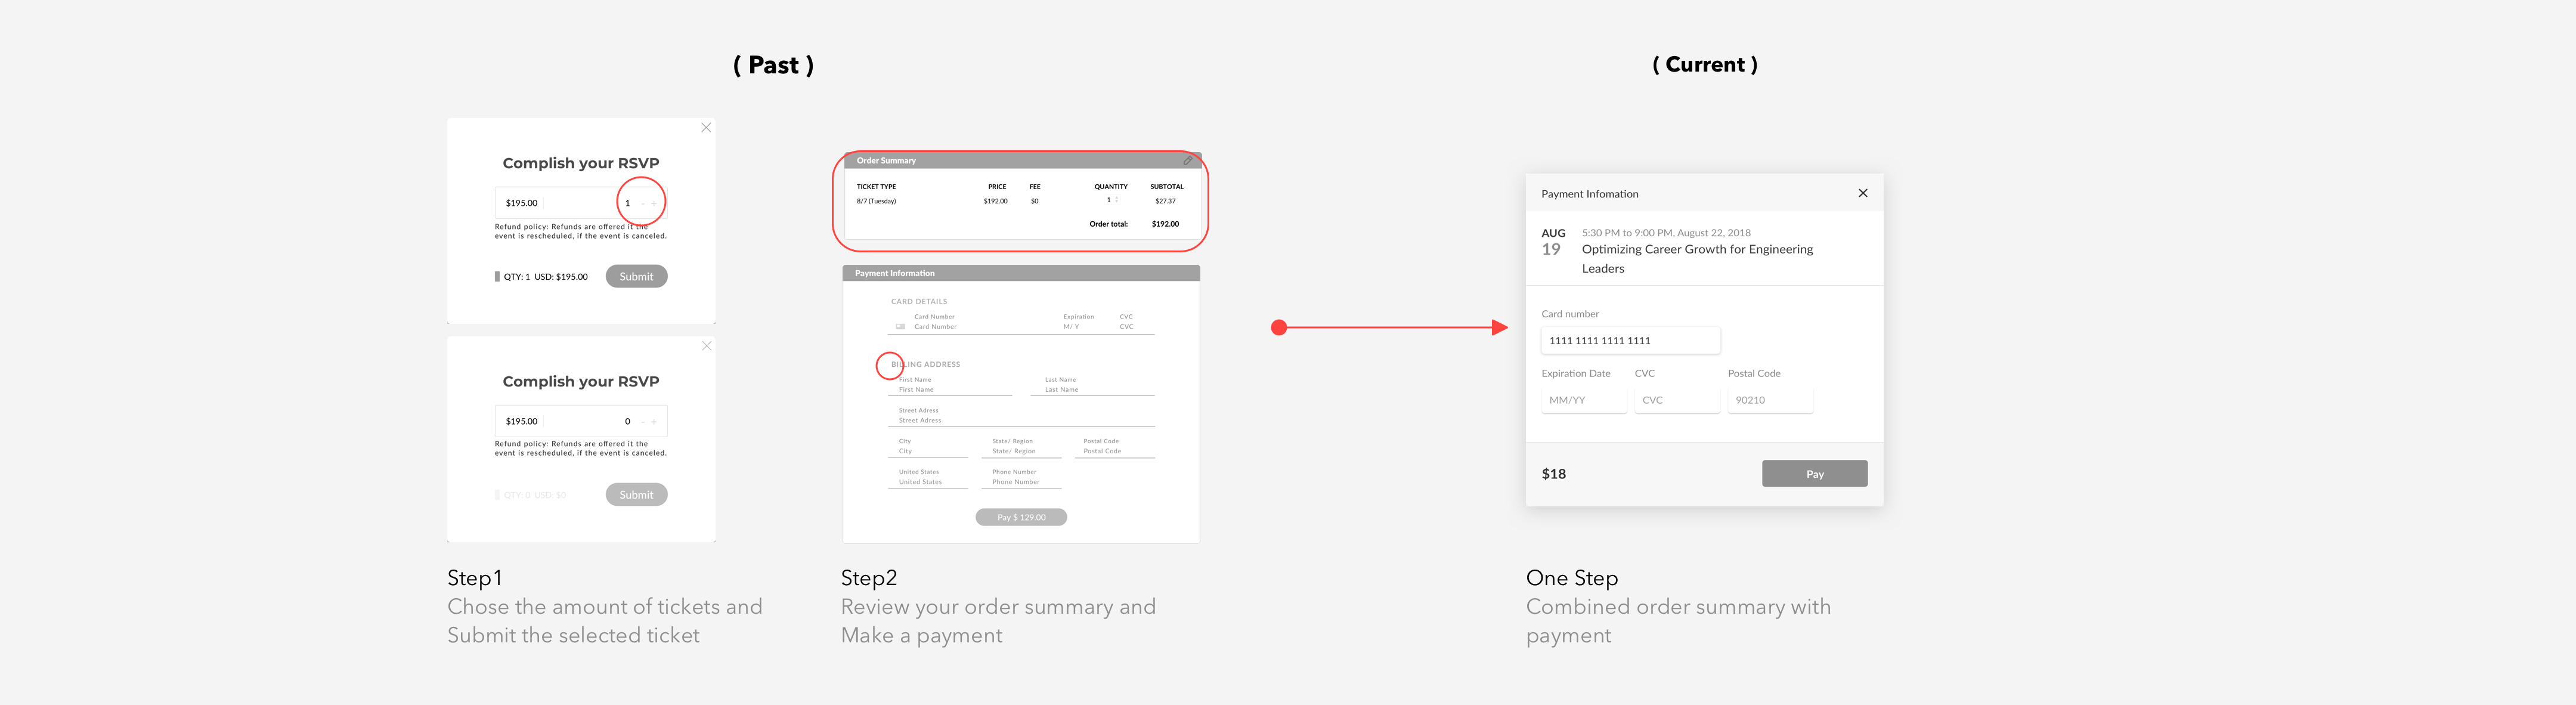 ( Past )
( Current )
Complish your RSVP
$195.00 1 - +
Refund policy: Refunds are offered it the
event is rescheduled, if the event is canceled.
QTY: 1 USD: $195.00 Submit
Complish your RSVP
$195.00 0 - +
Refund policy: Refunds are offered it the
event is rescheduled, if the event is canceled.
QTY: 0 USD: $0 Submit
Step1
Chose the amount of tickets and
Submit the selected ticket
Order Summary
TICKET TYPE PRICE FEE QUANTITY SUBTOTAL
8/7 (Tuesday) $192.00 $0 1 $27.37
Order total: $192.00
Payment Information
CARD DETAILS
Card Number Expiration CVC
Card Number M/ Y CVC
BILLING ADDRESS
First Name Last Name
First Name Last Name
Street Adress
Street Adress
City State/ Region Postal Code
City State/ Region Postal Code
United States Phone Number
United States Phone Number
Pay $ 129.00
Step2
Review your order summary and
Make a payment
Payment Infomation
AUG 5:30 PM to 9:00 PM, August 22, 2018
19 Optimizing Career Growth for Engineering
Leaders
Card number
1111 1111 1111 1111
Expiration Date CVC Postal Code
MM/YY CVC 90210
$18 Pay
One Step
Combined order summary with
payment